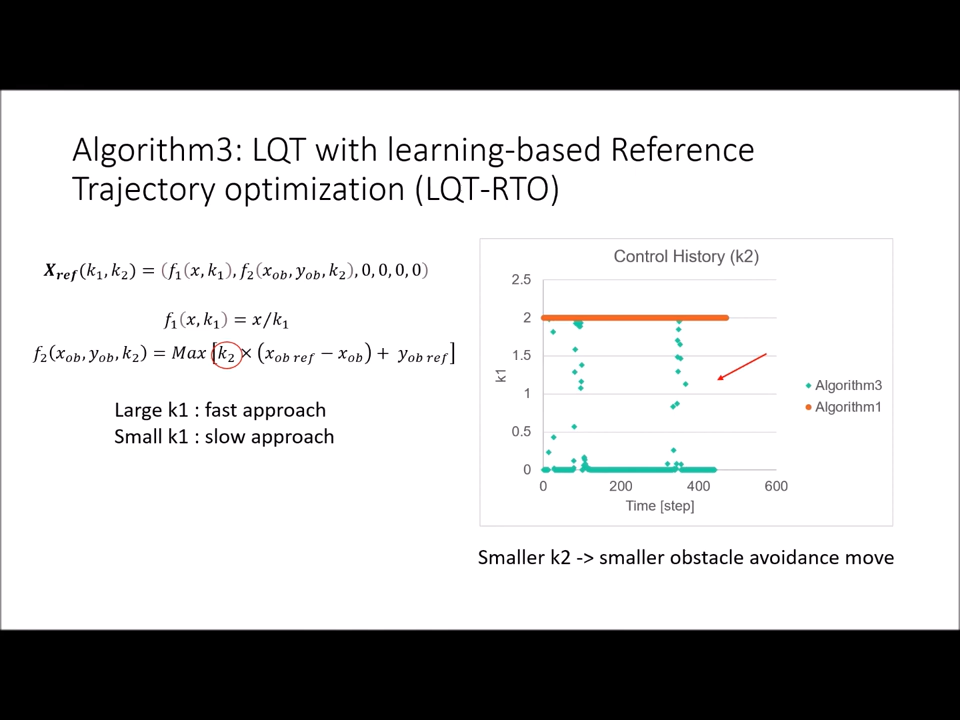 Algorithm3: LQT with learning-based Reference
Trajectory optimization (LQT-RTO)
𝑿𝒓𝒆𝒇(k₁, k₂) = (f₁(x, k₁), f₂(x_ob, y_ob, k₂), 0, 0, 0, 0)
f₁(x, k₁) = x/k₁
f₂(x_ob, y_ob, k₂) = Max [k₂ × (x_ob ref − x_ob) + y_ob ref]
Large k1 : fast approach
Small k1 : slow approach
Control History (k2)
2.5
2
1.5
1
0.5
0
k1
0 200 400 600
Time [step]
Algorithm3
Algorithm1
Smaller k2 -> smaller obstacle avoidance move